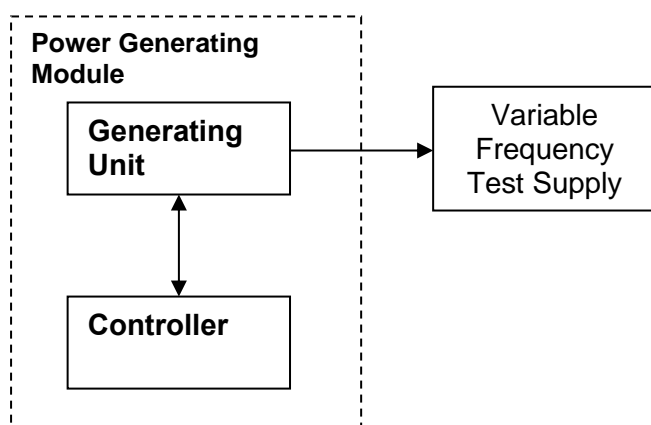 Power Generating
Module
Generating
Unit
Variable
Frequency
Test Supply
Controller